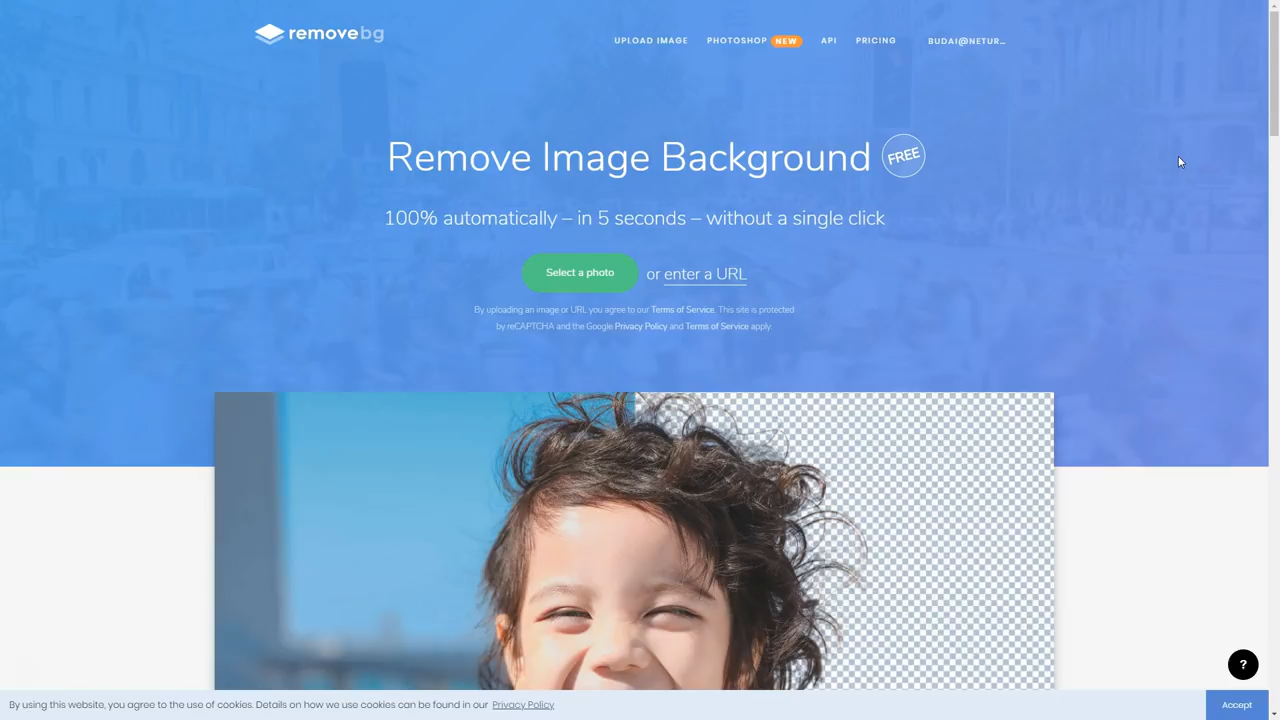 removebg
UPLOAD IMAGE PHOTOSHOP NEW API PRICING BUDAI@NETUR…
Remove Image Background FREE
100% automatically – in 5 seconds – without a single click
Select a photo or enter a URL
By uploading an image or URL you agree to our Terms of Service. This site is protected
by reCAPTCHA and the Google Privacy Policy and Terms of Service apply.
?
By using this website, you agree to the use of cookies. Details on how we use cookies can be found in our Privacy Policy Accept